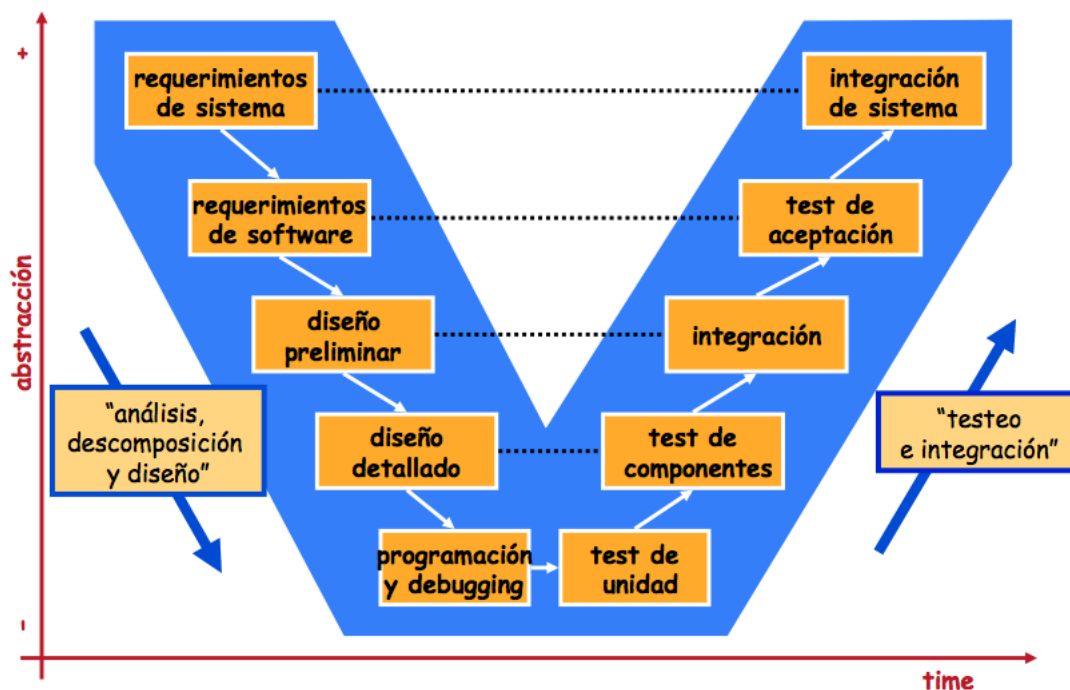 +
requerimientos
de sistema
integración
de sistema
requerimientos
de software
test de
aceptación
abstracción
diseño
preliminar
integración
“análisis,
descomposición
y diseño”
diseño
detallado
test de
componentes
“testeo
e integración”
programación
y debugging
test de
unidad
-
time